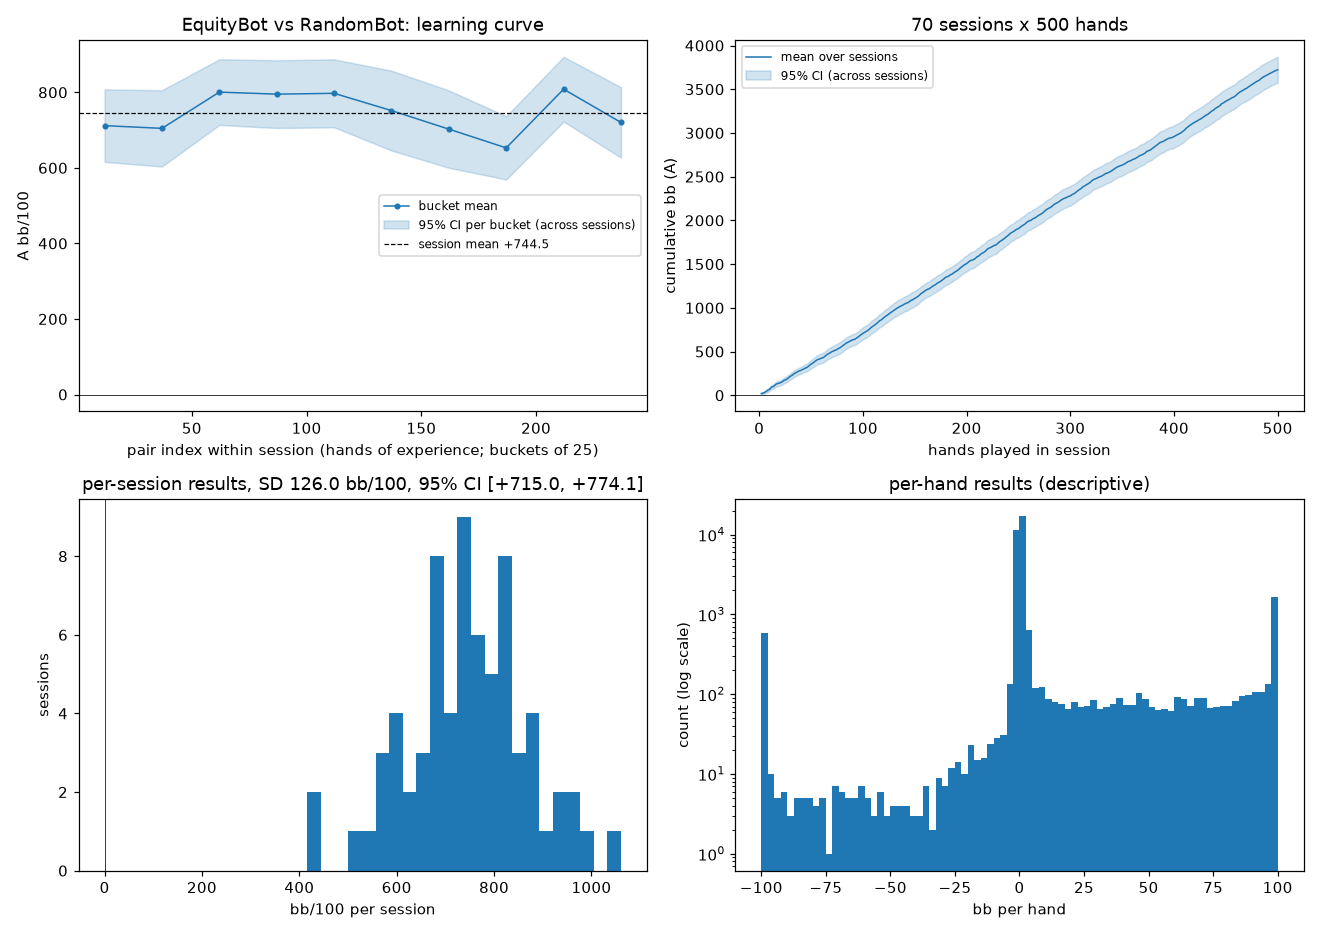 EquityBot vs RandomBot: learning curve
A bb/100
800
600
400
200
0
bucket mean
95% CI per bucket (across sessions)
session mean +744.5
50
100
150
200
pair index within session (hands of experience; buckets of 25)
70 sessions x 500 hands
cumulative bb (A)
4000
3500
3000
2500
2000
1500
1000
500
0
mean over sessions
95% CI (across sessions)
0
100
200
300
400
500
hands played in session
per-session results, SD 126.0 bb/100, 95% CI [+715.0, +774.1]
sessions
8
6
4
2
0
0
200
400
600
800
1000
bb/100 per session
per-hand results (descriptive)
count (log scale)
10⁴
10³
10²
10¹
10⁰
−100
−75
−50
−25
0
25
50
75
100
bb per hand